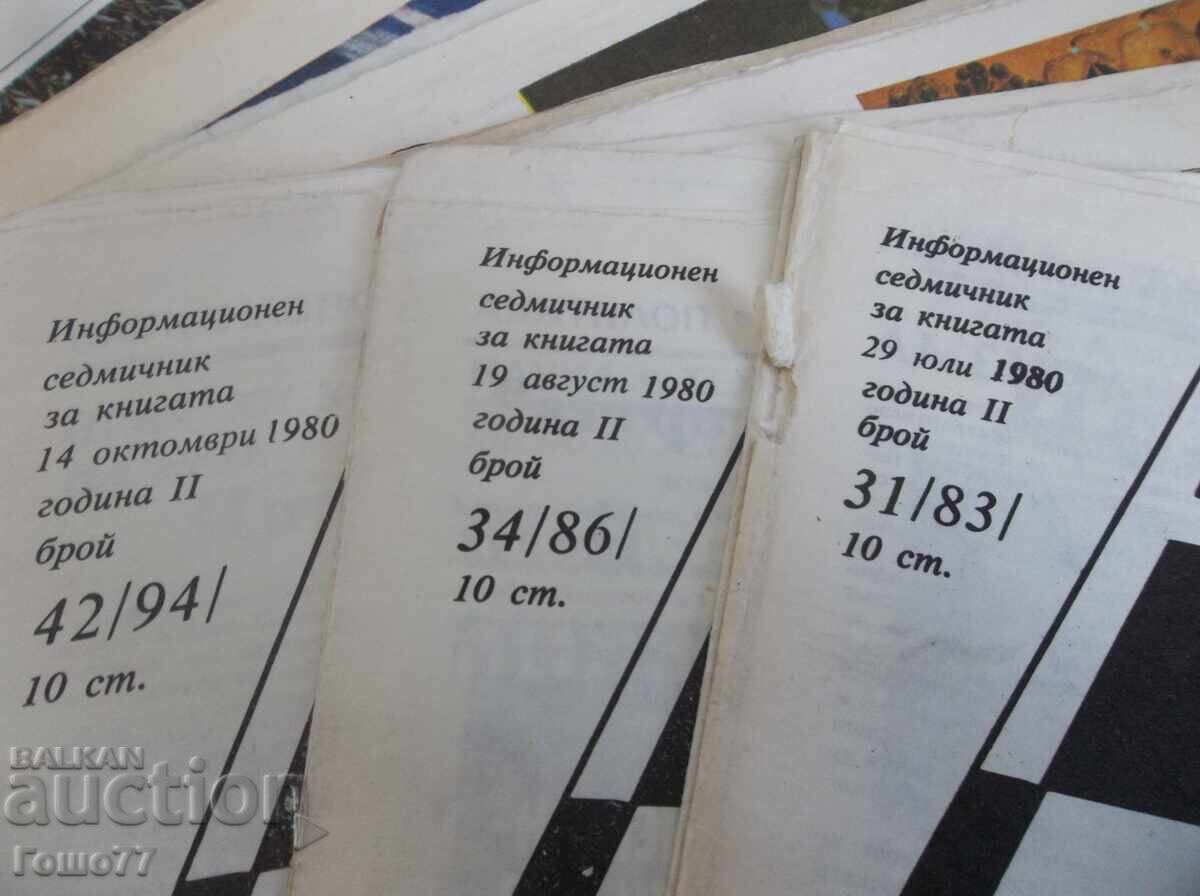 Информационен
седмичник
за книгата
14 октомври 1980
година II
брой
42/94/
10 ст.
Информационен
седмичник
за книгата
19 август 1980
година II
брой
34/86/
10 ст.
Информационен
седмичник
за книгата
29 юли 1980
година II
брой
31/83/
10 ст.
BALKAN
auction
Гошо77